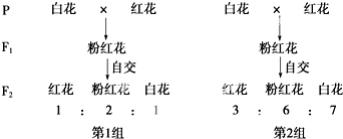 P 白花 × 红花 白花 × 红花
F₁ 粉红花 粉红花
自交 自交
F₂ 红花 粉红花 白花 红花 粉红花 白花
1 : 2 : 1 3 : 6 : 7
第1组 第2组